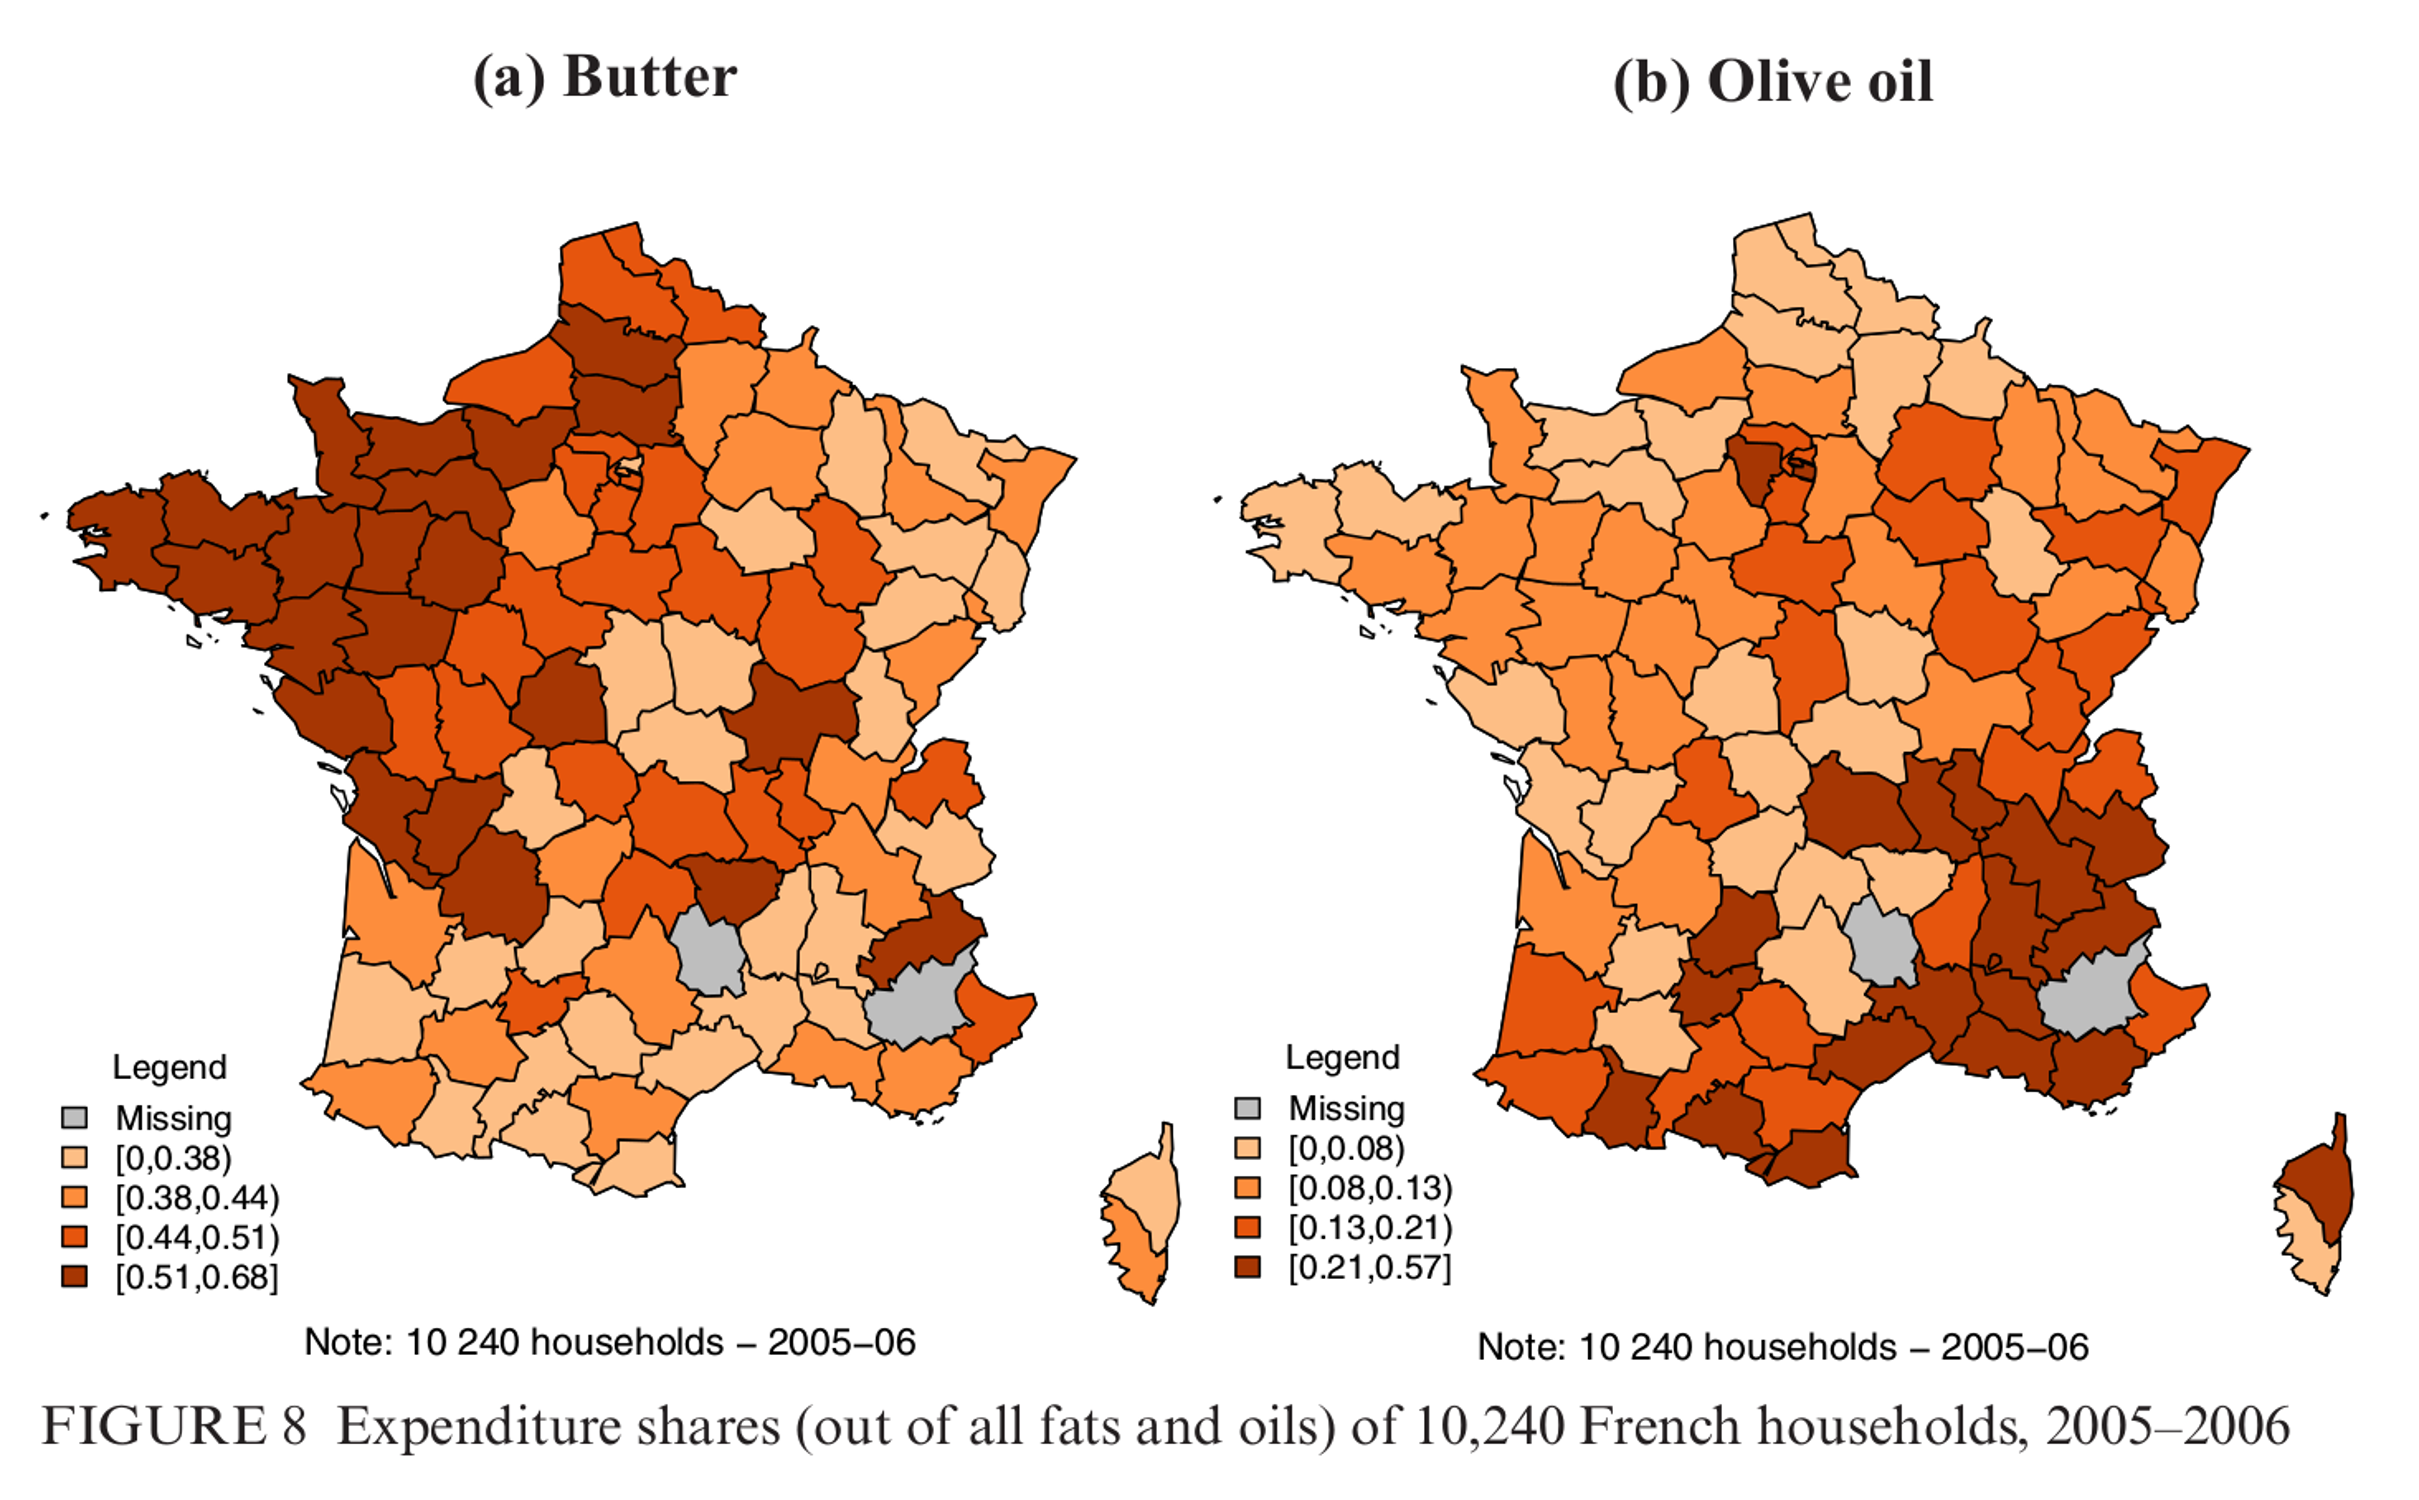 (a) Butter
(b) Olive oil
Legend
Missing
[0,0.38)
[0.38,0.44)
[0.44,0.51)
[0.51,0.68]
Legend
Missing
[0,0.08)
[0.08,0.13)
[0.13,0.21)
[0.21,0.57]
Note: 10 240 households – 2005–06
Note: 10 240 households – 2005–06
FIGURE 8 Expenditure shares (out of all fats and oils) of 10,240 French households, 2005–2006